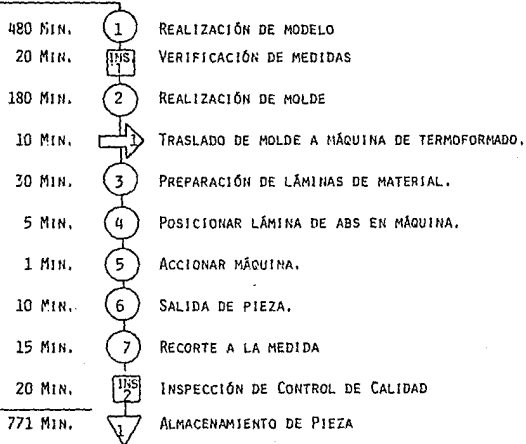 480 MIN. 1 REALIZACIÓN DE MODELO
20 MIN. INS. 1 VERIFICACIÓN DE MEDIDAS
180 MIN. 2 REALIZACIÓN DE MOLDE
10 MIN. 1 TRASLADO DE MOLDE A MÁQUINA DE TERMOFORMADO.
30 MIN. 3 PREPARACIÓN DE LÁMINAS DE MATERIAL.
5 MIN. 4 POSICIONAR LÁMINA DE ABS EN MÁQUINA.
1 MIN. 5 ACCIONAR MÁQUINA.
10 MIN. 6 SALIDA DE PIEZA.
15 MIN. 7 RECORTE A LA MEDIDA
20 MIN. INS 2 INSPECCIÓN DE CONTROL DE CALIDAD
771 MIN. 1 ALMACENAMIENTO DE PIEZA